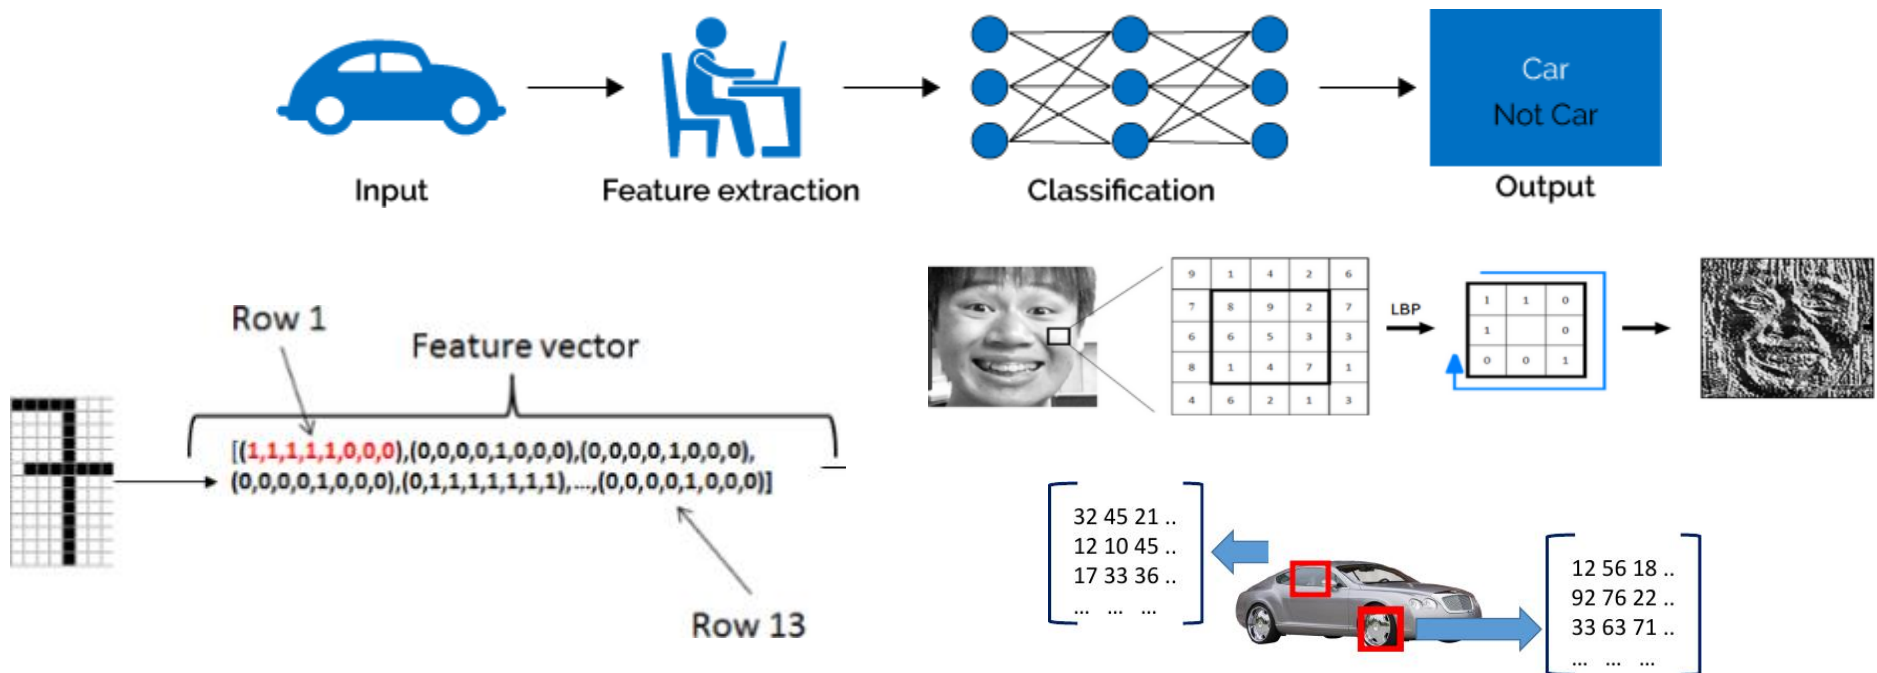 Car
Not Car
Input
Feature extraction
Classification
Output
Row 1
Feature vector
[(1,1,1,1,1,0,0,0),(0,0,0,0,1,0,0,0),(0,0,0,0,1,0,0,0),
(0,0,0,0,1,0,0,0),(0,1,1,1,1,1,1,1),...,(0,0,0,0,1,0,0,0)]
Row 13
9 1 4 2 6
7 8 9 2 7
6 6 5 3 3
8 1 4 7 1
4 6 2 1 3
LBP
1 1 0
1 0
0 0 1
32 45 21 ..
12 10 45 ..
17 33 36 ..
... ... ...
12 56 18 ..
92 76 22 ..
33 63 71 ..
... ... ...